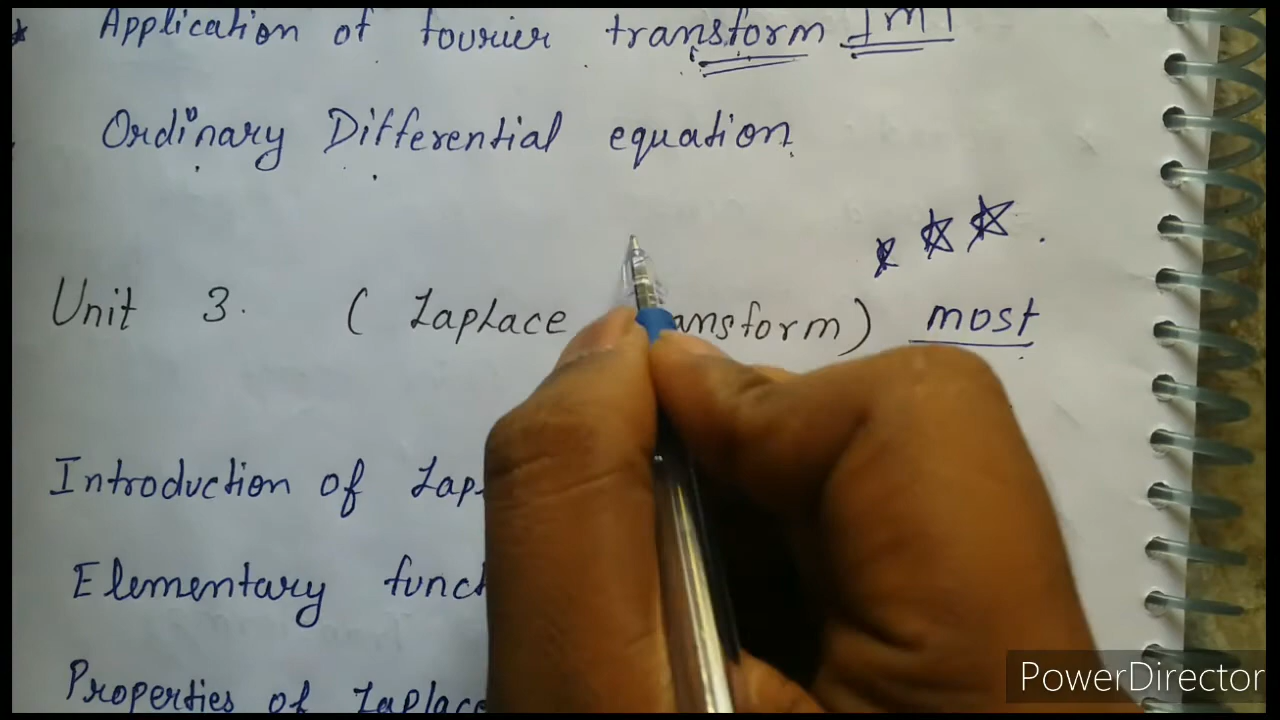 * Application of fourier transform IMP
Ordinary Differential equation.
Unit 3. ( Laplace ansform) most
Introduction of Lap
Elementary funct
Properties of Laplace
PowerDirector